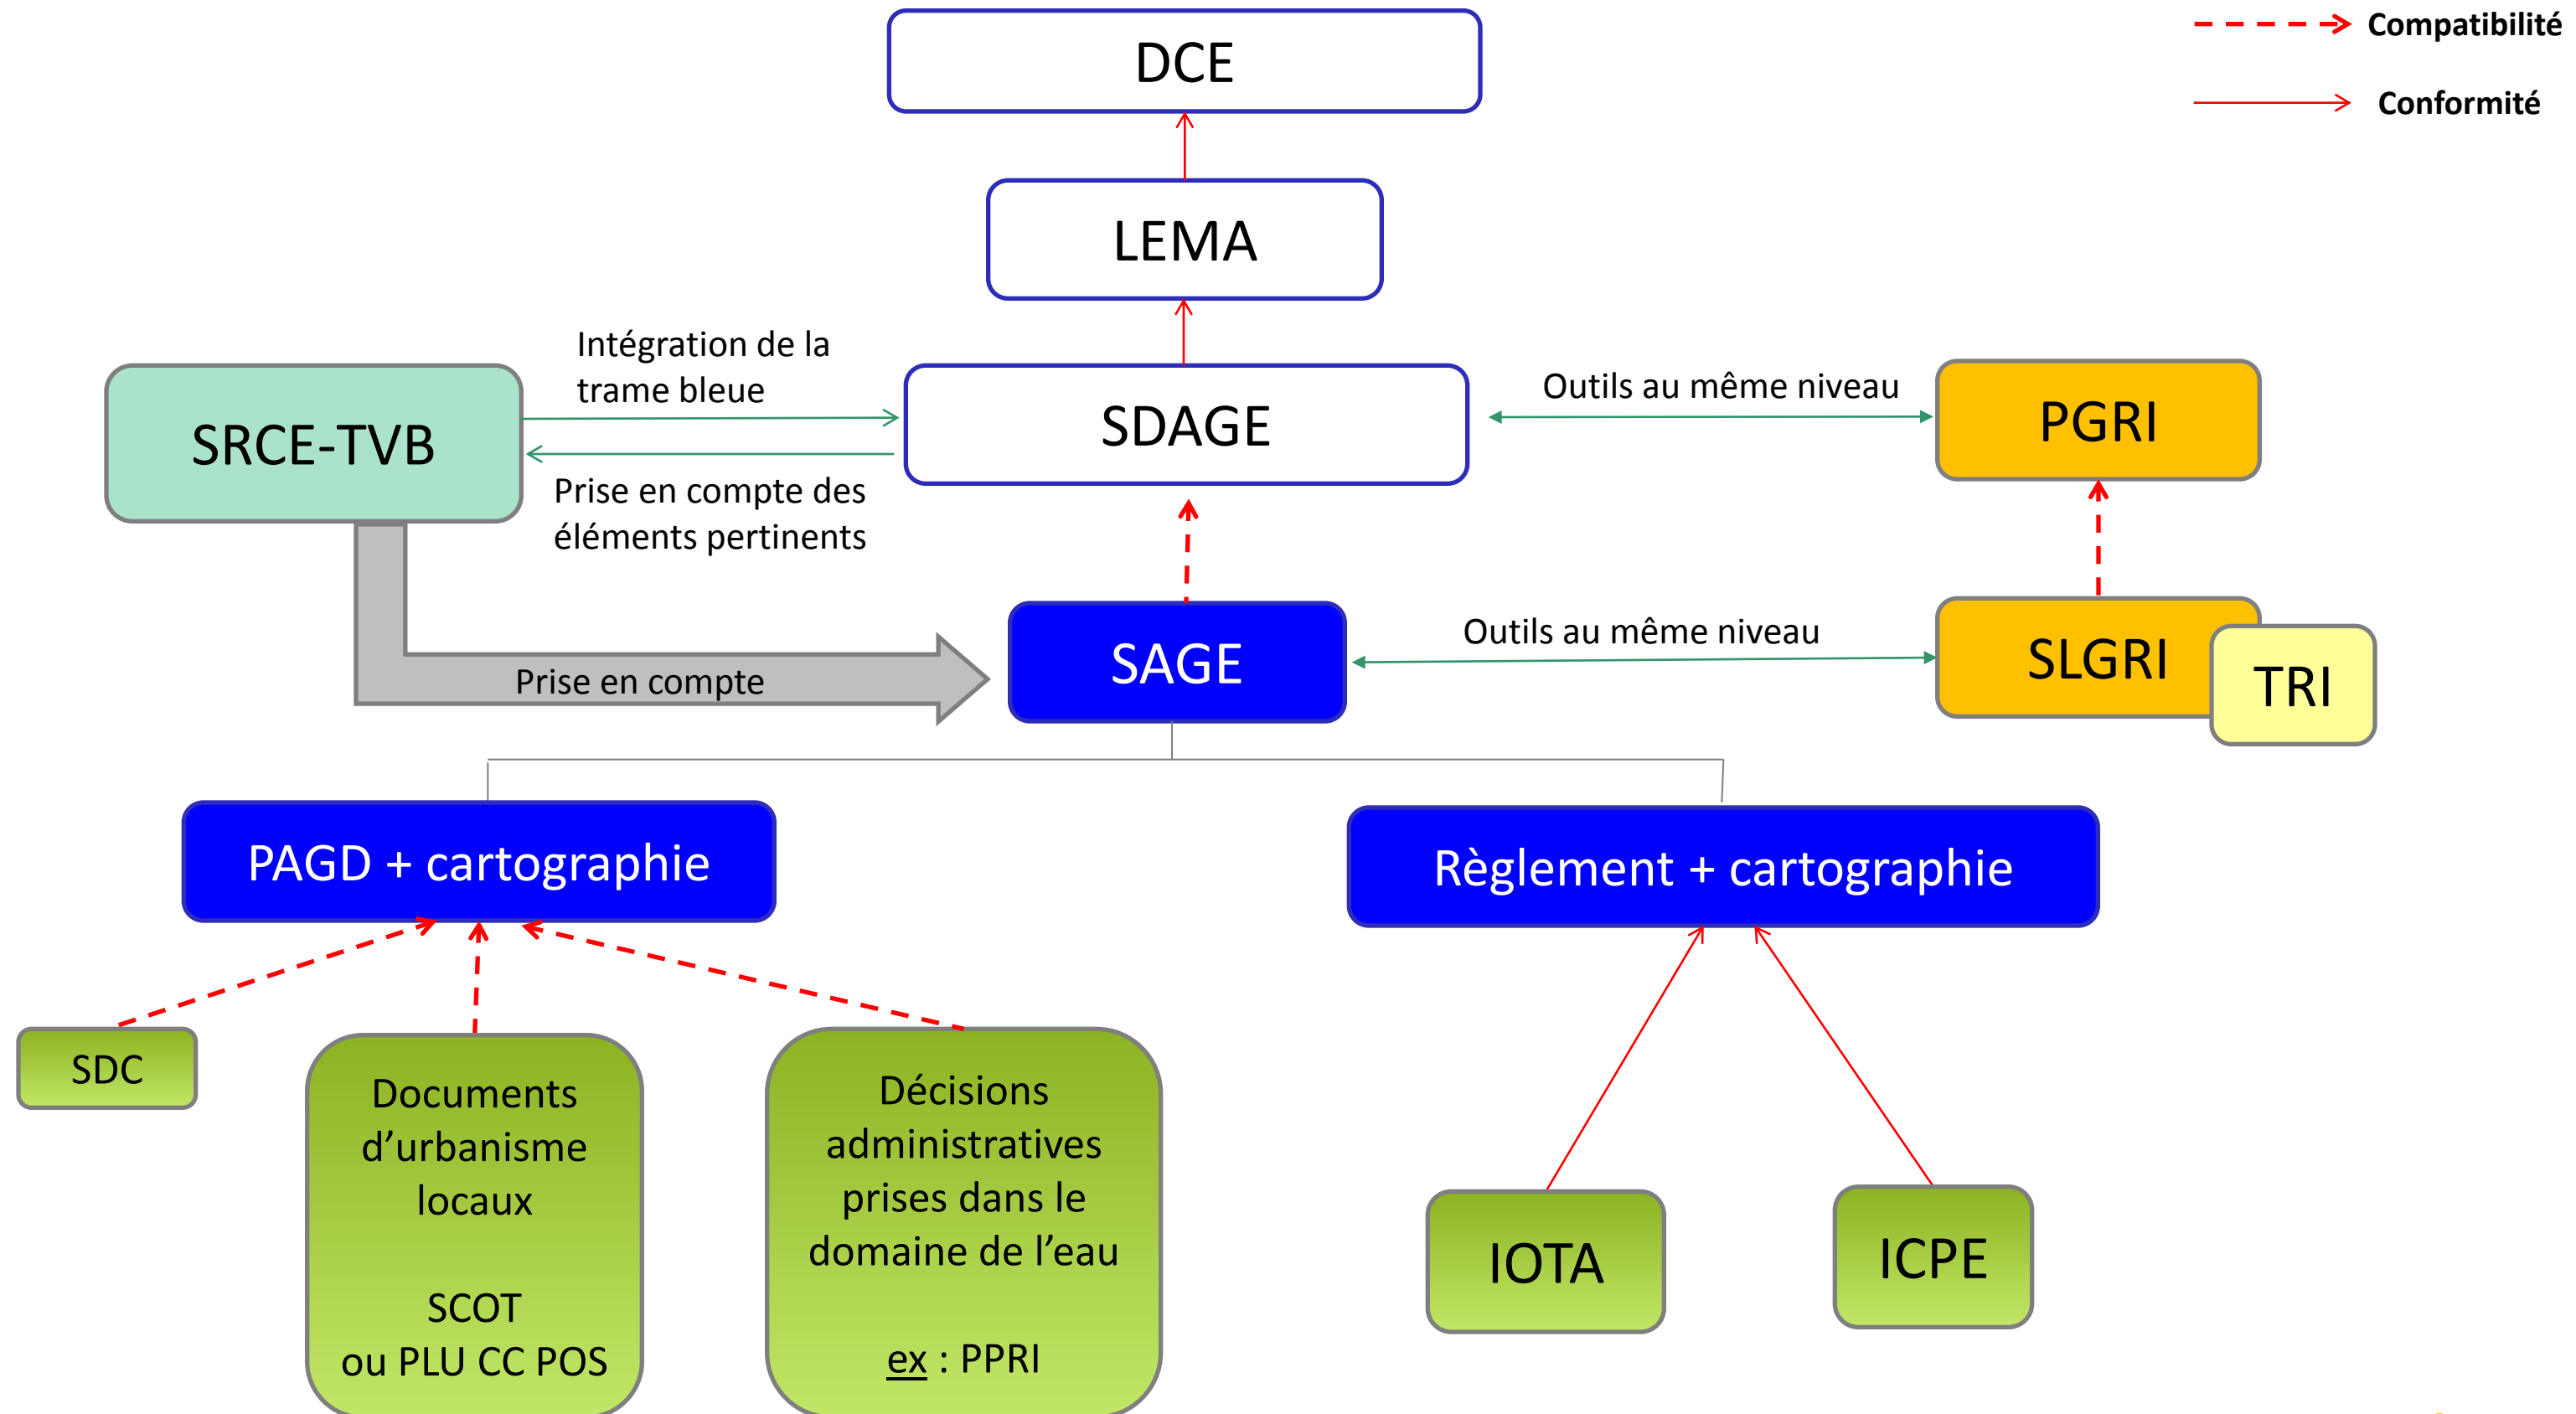 DCE
Compatibilité
Conformité
LEMA
Intégration de la
trame bleue
SRCE-TVB
SDAGE
Outils au même niveau
PGRI
Prise en compte des
éléments pertinents
Prise en compte
SAGE
Outils au même niveau
SLGRI
TRI
PAGD + cartographie
Règlement + cartographie
SDC
Documents
d’urbanisme
locaux
SCOT
ou PLU CC POS
Décisions
administratives
prises dans le
domaine de l’eau
ex : PPRI
IOTA
ICPE